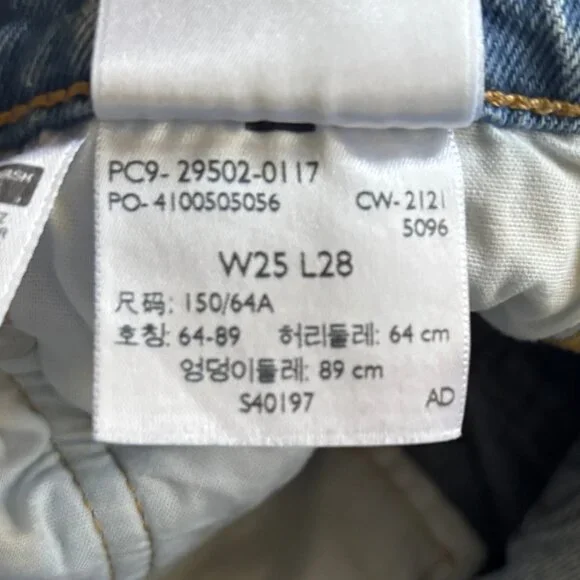 PC9- 29502-0117
PO- 4100505056 CW- 2121
5096
W25 L28
尺码: 150/64A
호칭: 64-89 허리둘레: 64 cm
엉덩이둘레: 89 cm
S40197 AD